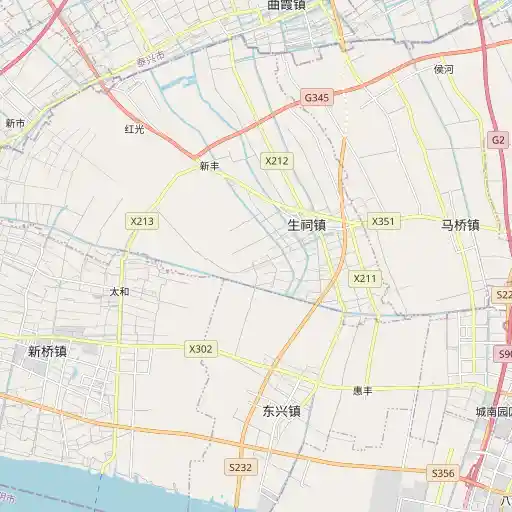 曲霞镇
泰兴市
侯河
G345
新市
红光
G2
X212
新丰
X213
生祠镇
X351
马桥镇
X211
太和
S22
X302
新桥镇
S90
惠丰
东兴镇
城南园区
S232
S356
八